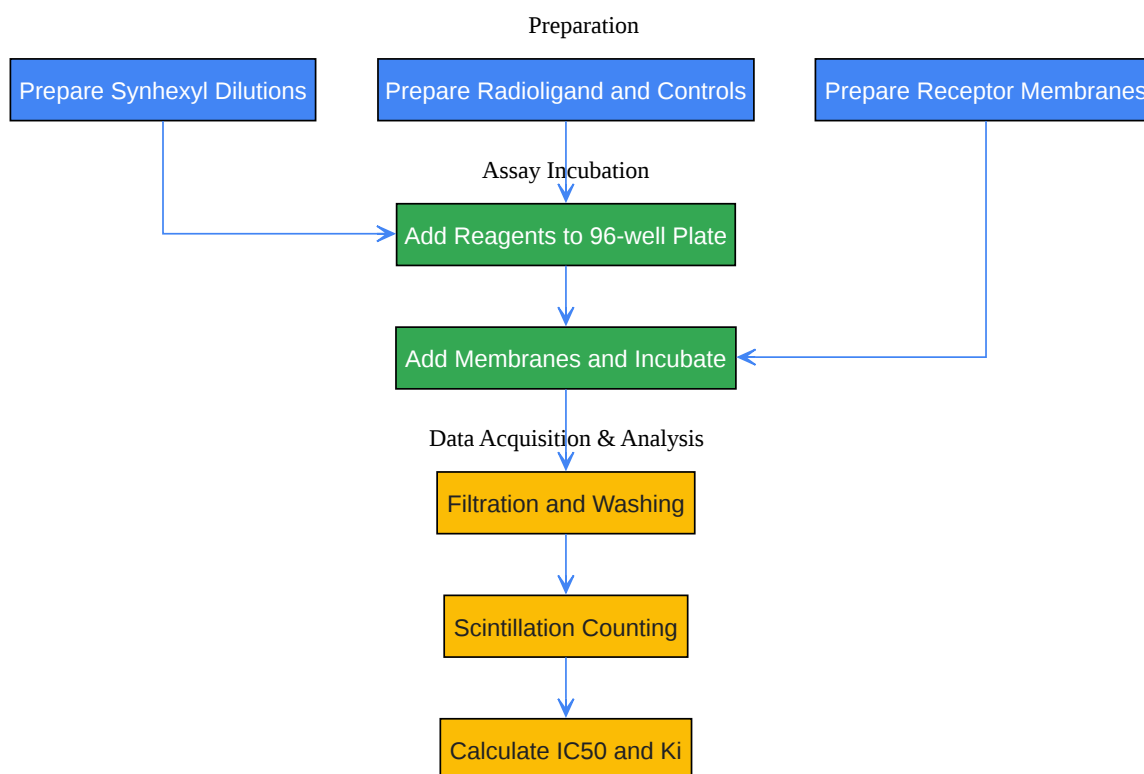 Preparation
Prepare Synhexyl Dilutions
Prepare Radioligand and Controls
Prepare Receptor Membranes
Assay Incubation
Add Reagents to 96-well Plate
Add Membranes and Incubate
Data Acquisition & Analysis
Filtration and Washing
Scintillation Counting
Calculate IC50 and Ki